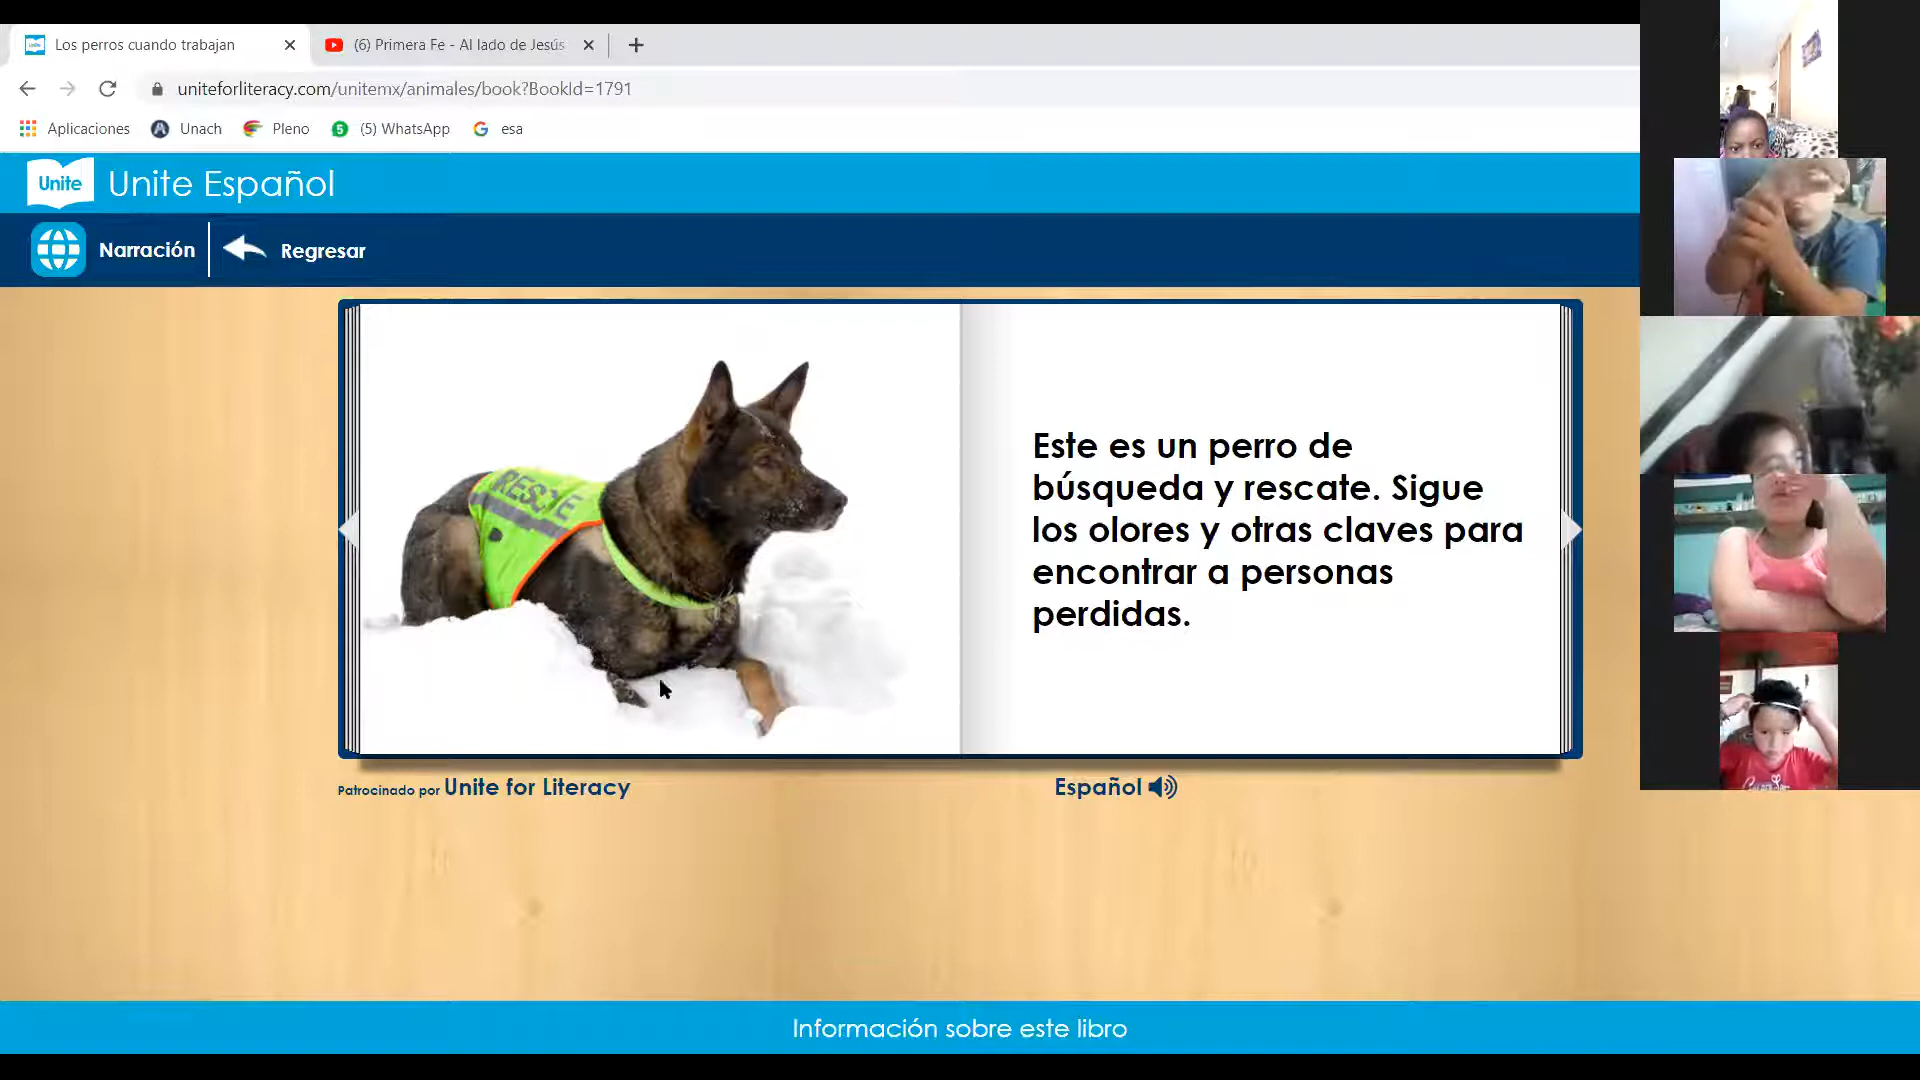 Los perros cuando trabajan
(6) Primera Fe - Al lado de Jesús
uniteforliteracy.com/unitemx/animales/book?BookId=1791
Aplicaciones
Unach
Pleno
5
(5) WhatsApp
esa
Unite
Unite Español
Narración
Regresar
Este es un perro de
búsqueda y rescate. Sigue
los olores y otras claves para
encontrar a personas
perdidas.
Patrocinado por Unite for Literacy
Español
Información sobre este libro